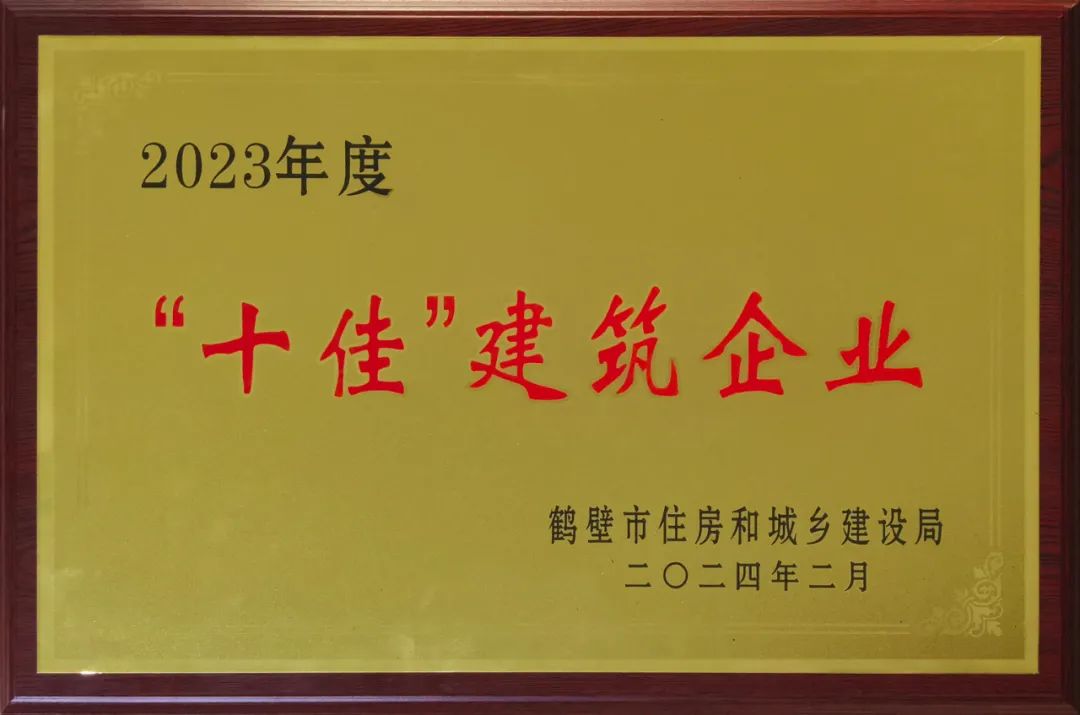 2023年度
“十佳”建筑企业
鹤壁市住房和城乡建设局
二〇二四年二月